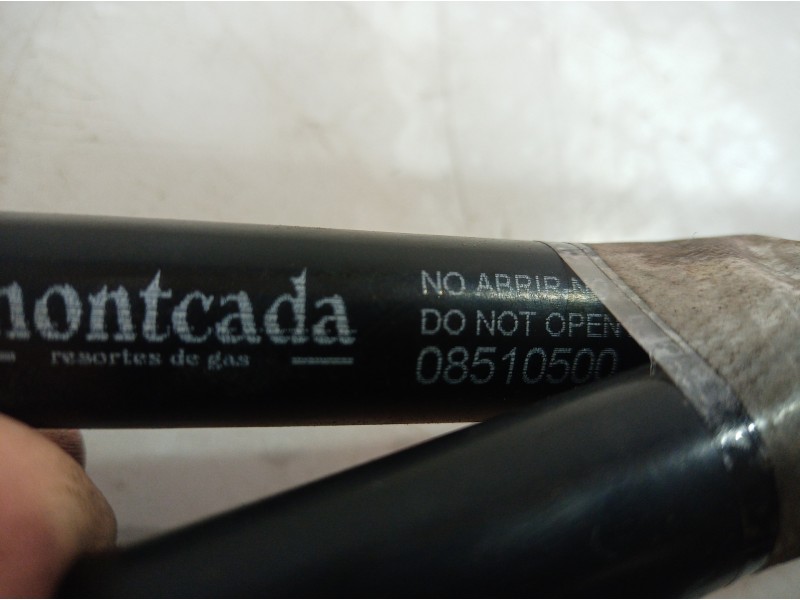 montcada
resortes de gas
NO ABRIR
DO NOT OPEN
08510500